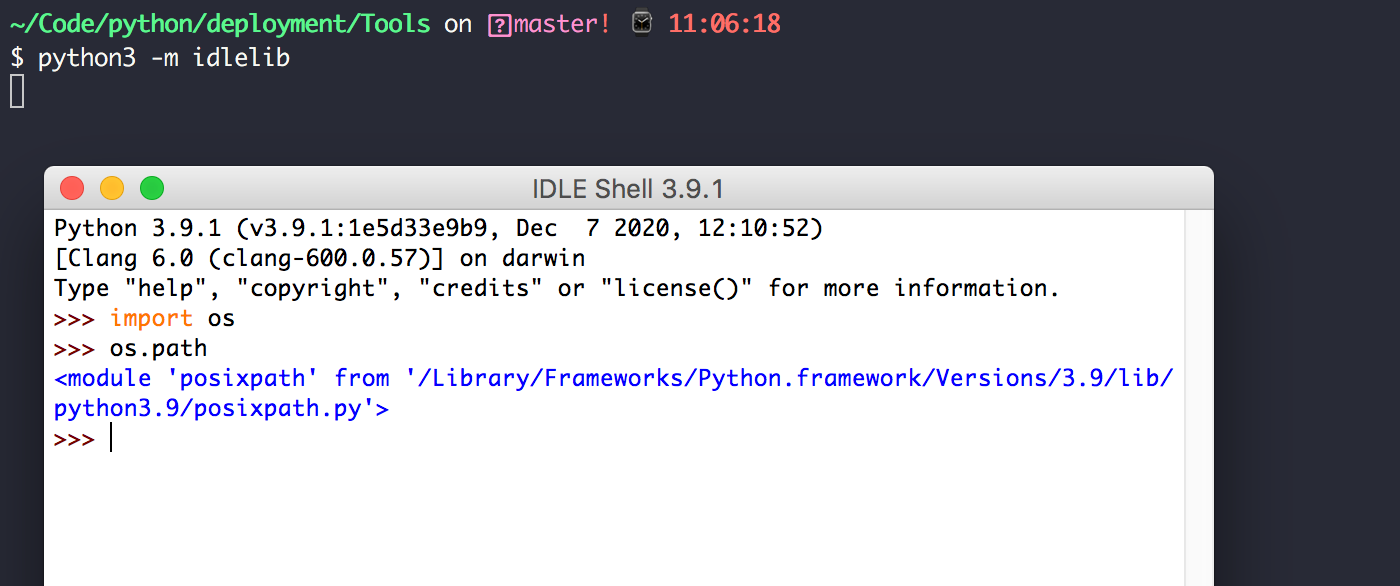 ~/Code/python/deployment/Tools on ?master! 11:06:18
$ python3 -m idlelib
IDLE Shell 3.9.1
Python 3.9.1 (v3.9.1:1e5d33e9b9, Dec  7 2020, 12:10:52)
[Clang 6.0 (clang-600.0.57)] on darwin
Type "help", "copyright", "credits" or "license()" for more information.
>>> import os
>>> os.path
<module 'posixpath' from '/Library/Frameworks/Python.framework/Versions/3.9/lib/
python3.9/posixpath.py'>
>>>